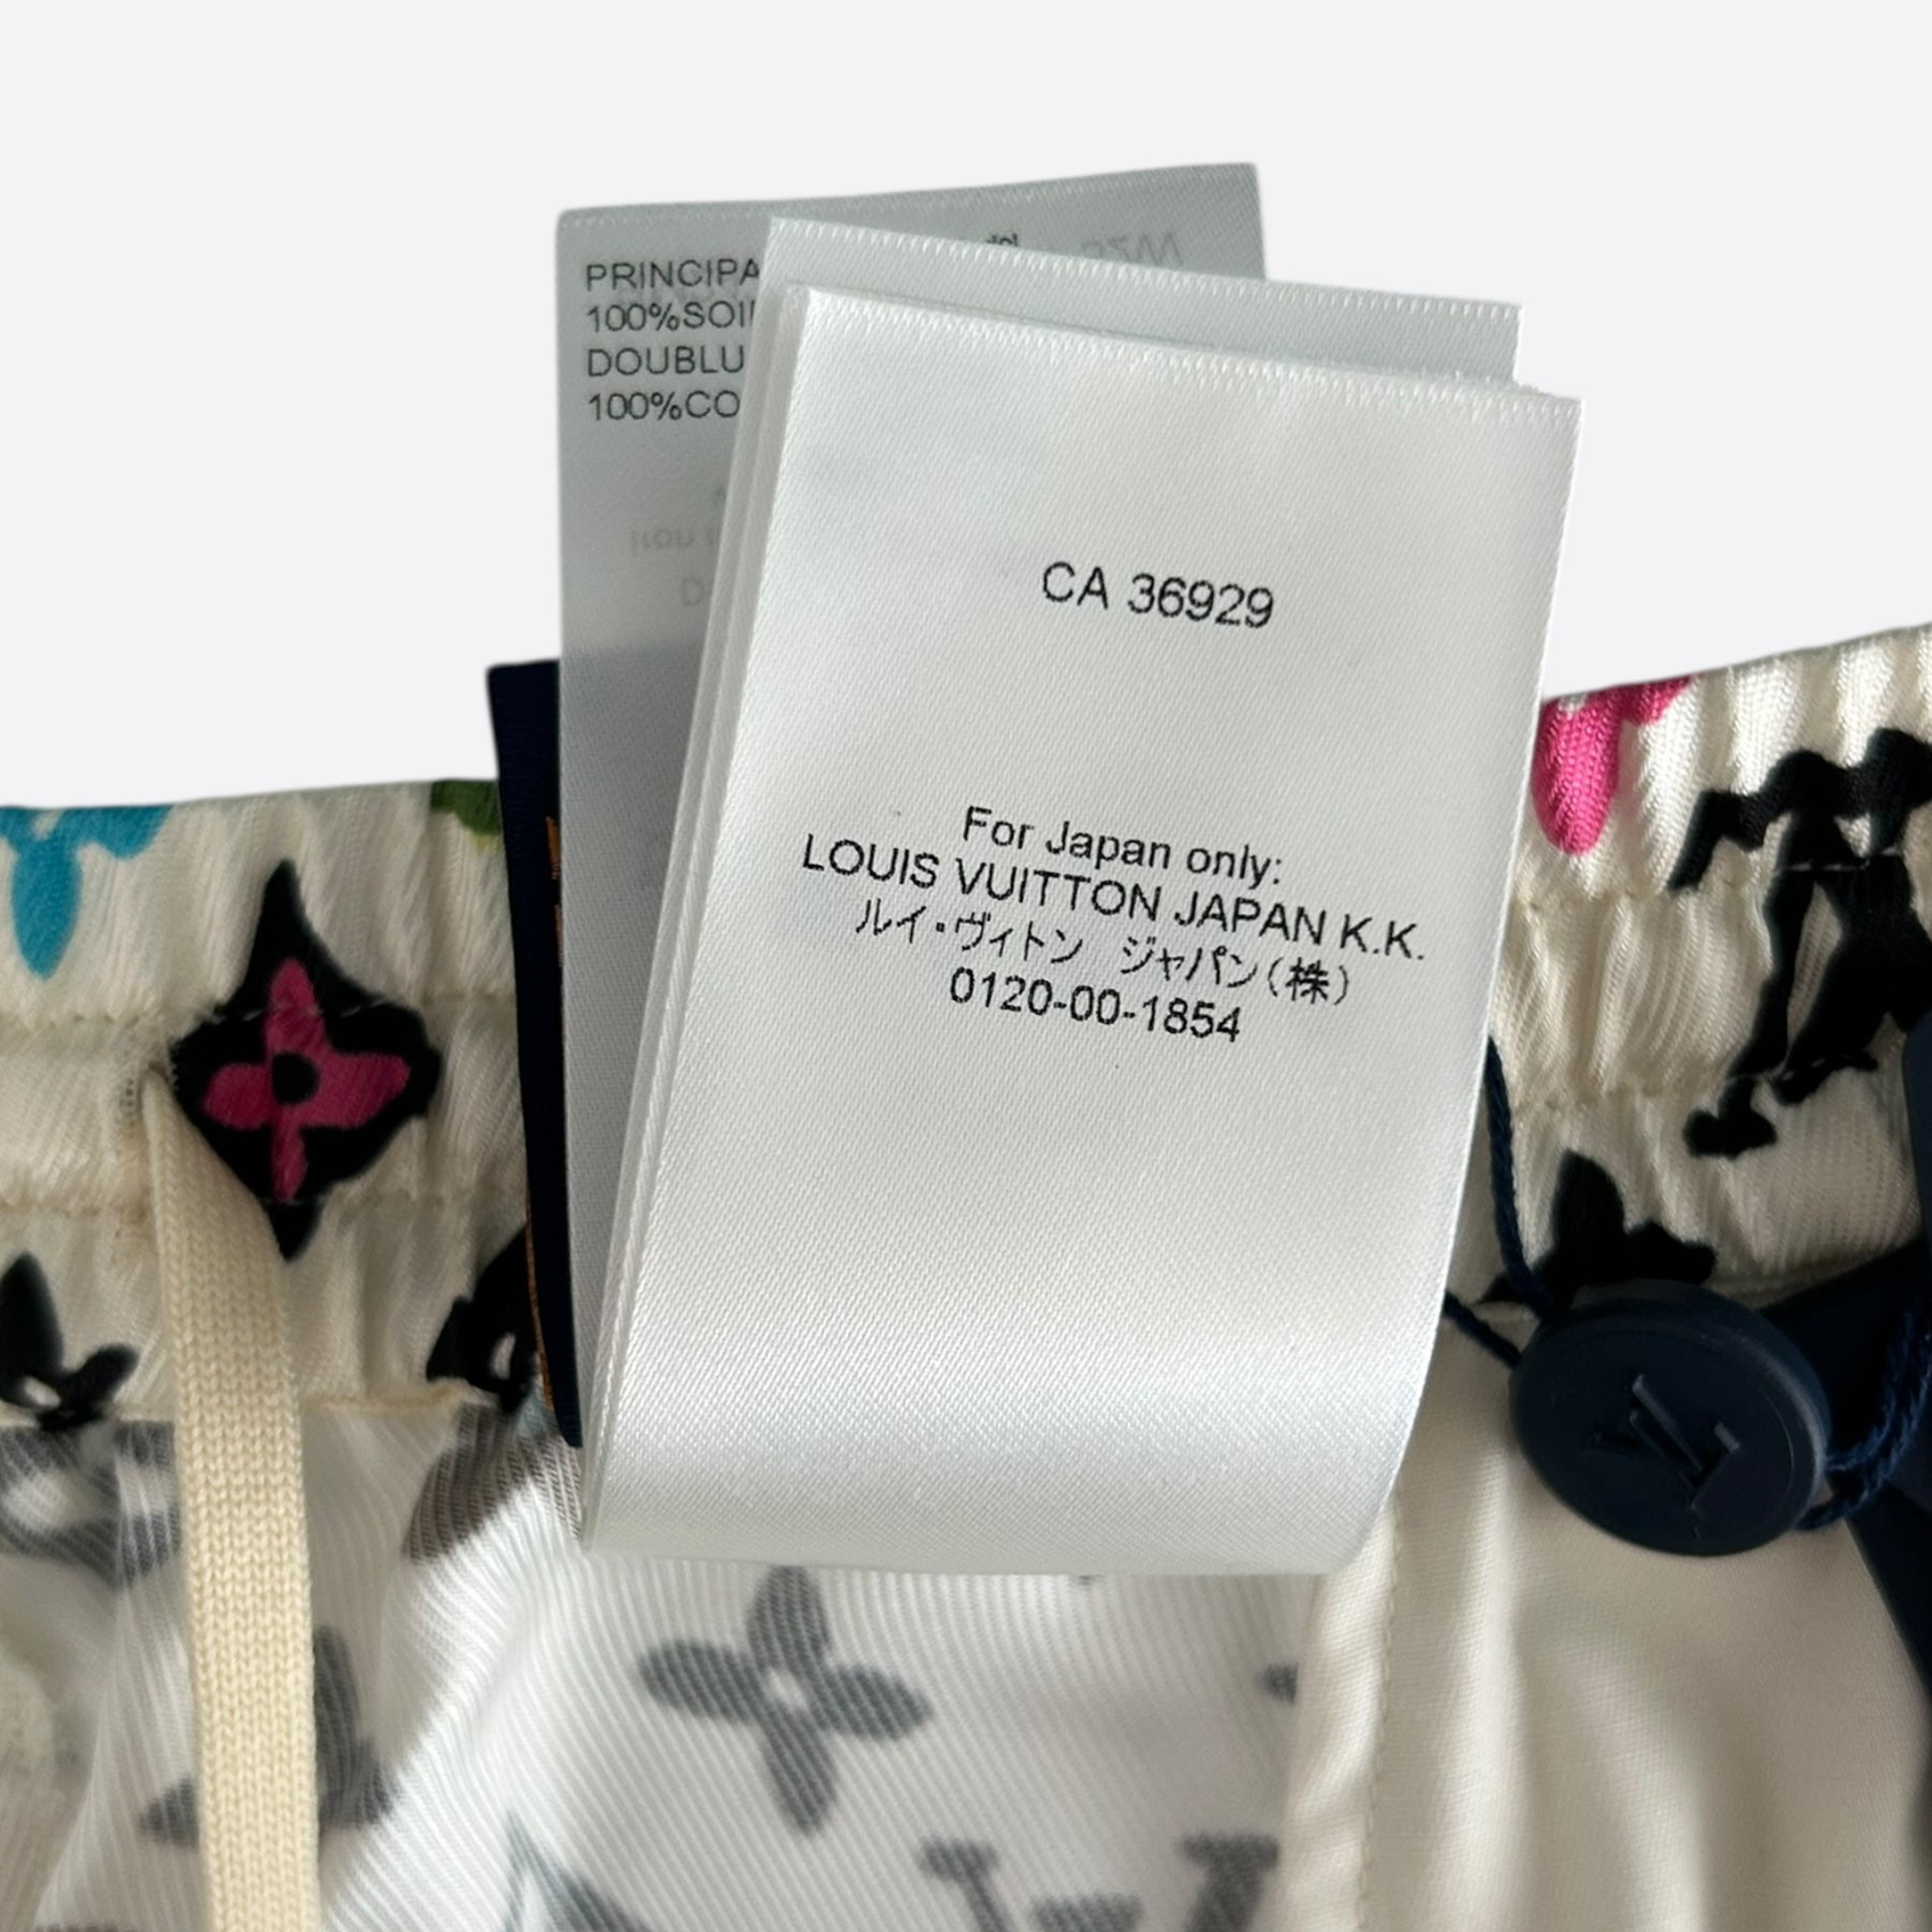 PRINCIPA
100%SOI
DOUBLU
100%CO
CA 36929
For Japan only:
LOUIS VUITTON JAPAN K.K.
ルイ・ヴィトン ジャパン(株)
0120-00-1854